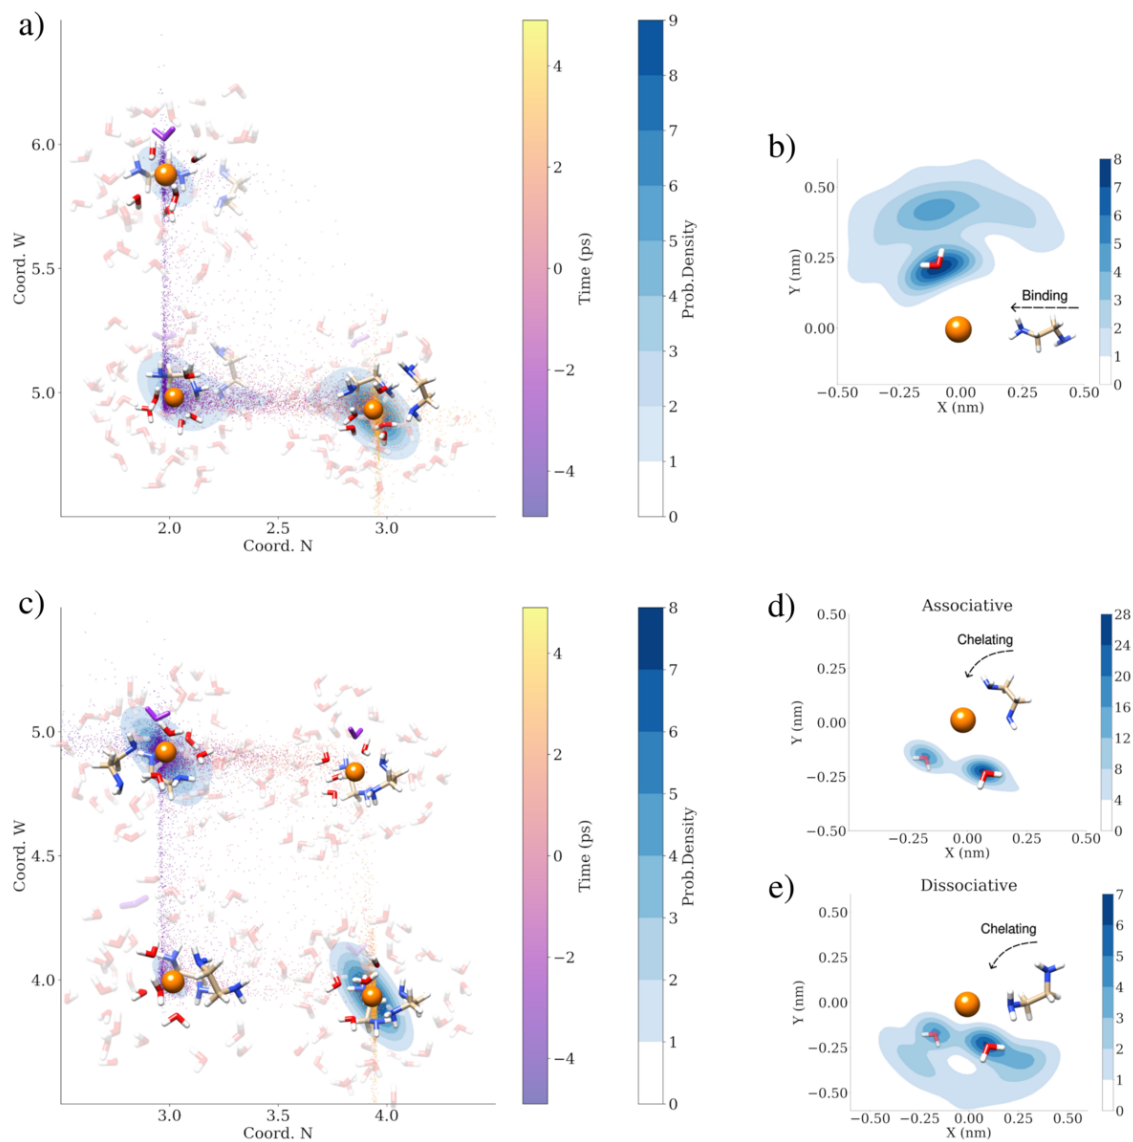 a)
Coord. W
6.0
5.5
5.0
2.0 2.5 3.0
Coord. N
4
2
0
−2
−4
Time (ps)
9
8
7
6
5
4
3
2
1
0
Prob.Density
b)
Y (nm)
0.50
0.25
0.00
−0.50 −0.25 0.00 0.25 0.50
X (nm)
Binding
8
7
6
5
4
3
2
1
0
c)
Coord. W
5.0
4.5
4.0
3.0 3.5 4.0
Coord. N
4
2
0
−2
−4
Time (ps)
8
7
6
5
4
3
2
1
0
Prob.Density
d)
Associative
Chelating
Y (nm)
0.50
0.25
0.00
−0.25
−0.50
−0.25 0.00 0.25 0.50
X (nm)
28
24
20
16
12
8
4
0
e)
Dissociative
Chelating
Y (nm)
0.50
0.25
0.00
−0.25
−0.50
−0.50 −0.25 0.00 0.25 0.50
X (nm)
7
6
5
4
3
2
1
0